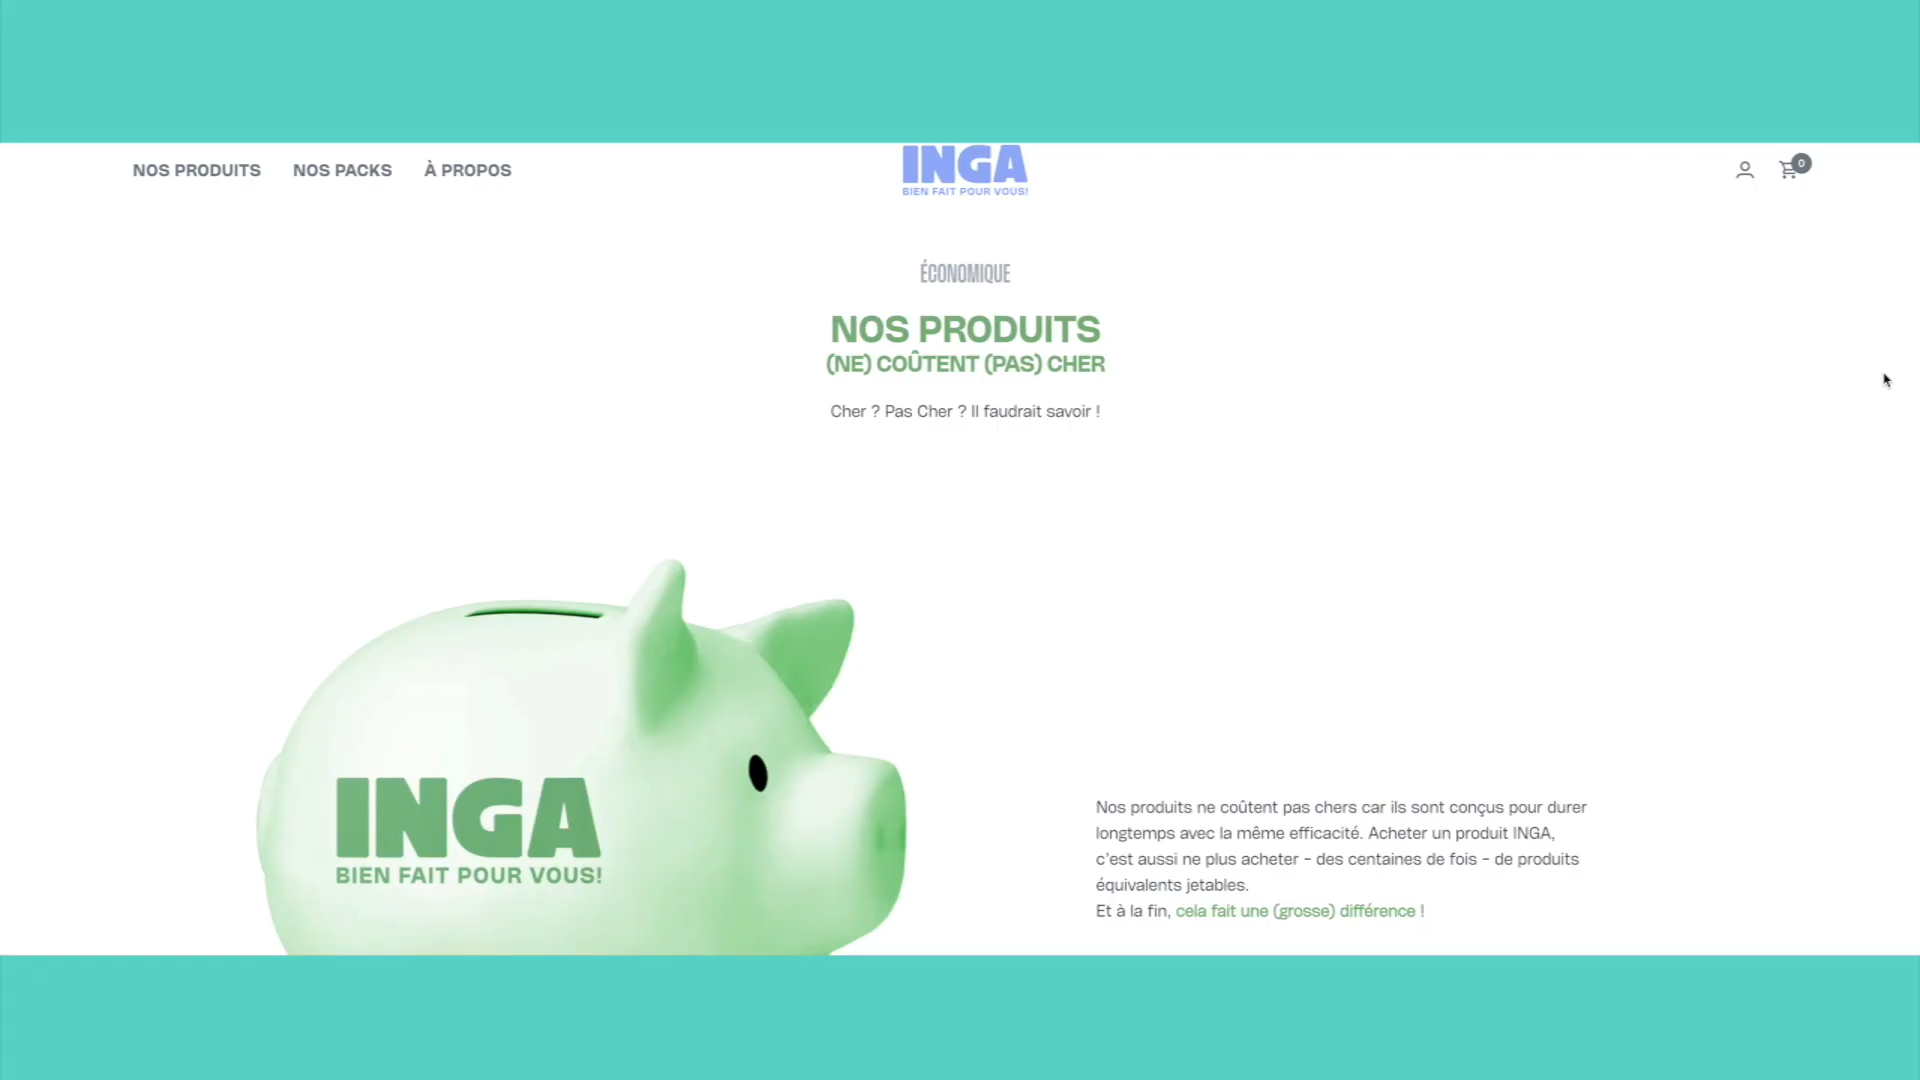 NOS PRODUITS
NOS PACKS
À PROPOS
INGA
BIEN FAIT POUR VOUS!
0
ÉCONOMIQUE
NOS PRODUITS
(NE) COÛTENT (PAS) CHER
Cher ? Pas Cher ? Il faudrait savoir !
INGA
BIEN FAIT POUR VOUS!
Nos produits ne coûtent pas chers car ils sont conçus pour durer
longtemps avec la même efficacité. Acheter un produit INGA,
c'est aussi ne plus acheter – des centaines de fois – de produits
équivalents jetables.
Et à la fin, cela fait une (grosse) différence !